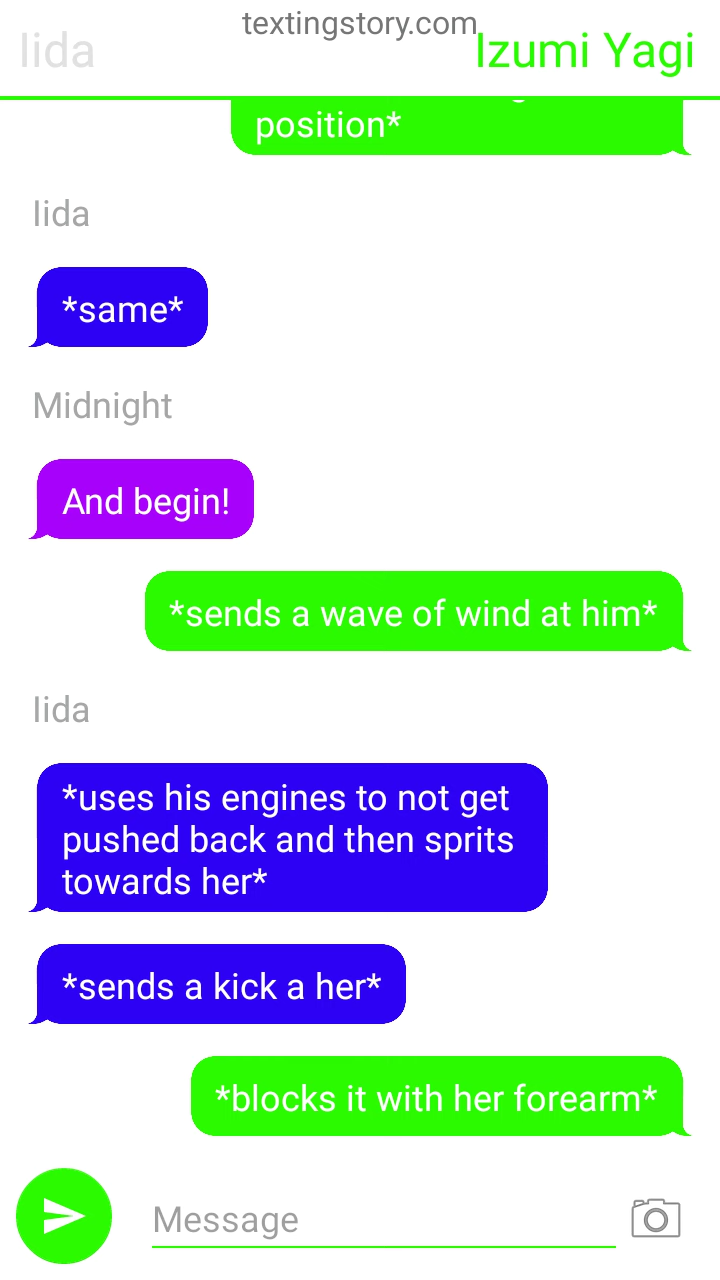 textingstory.com
Iida
Izumi Yagi
position*
Iida
*same*
Midnight
And begin!
*sends a wave of wind at him*
Iida
*uses his engines to not get
pushed back and then sprits
towards her*
*sends a kick a her*
*blocks it with her forearm*
Message